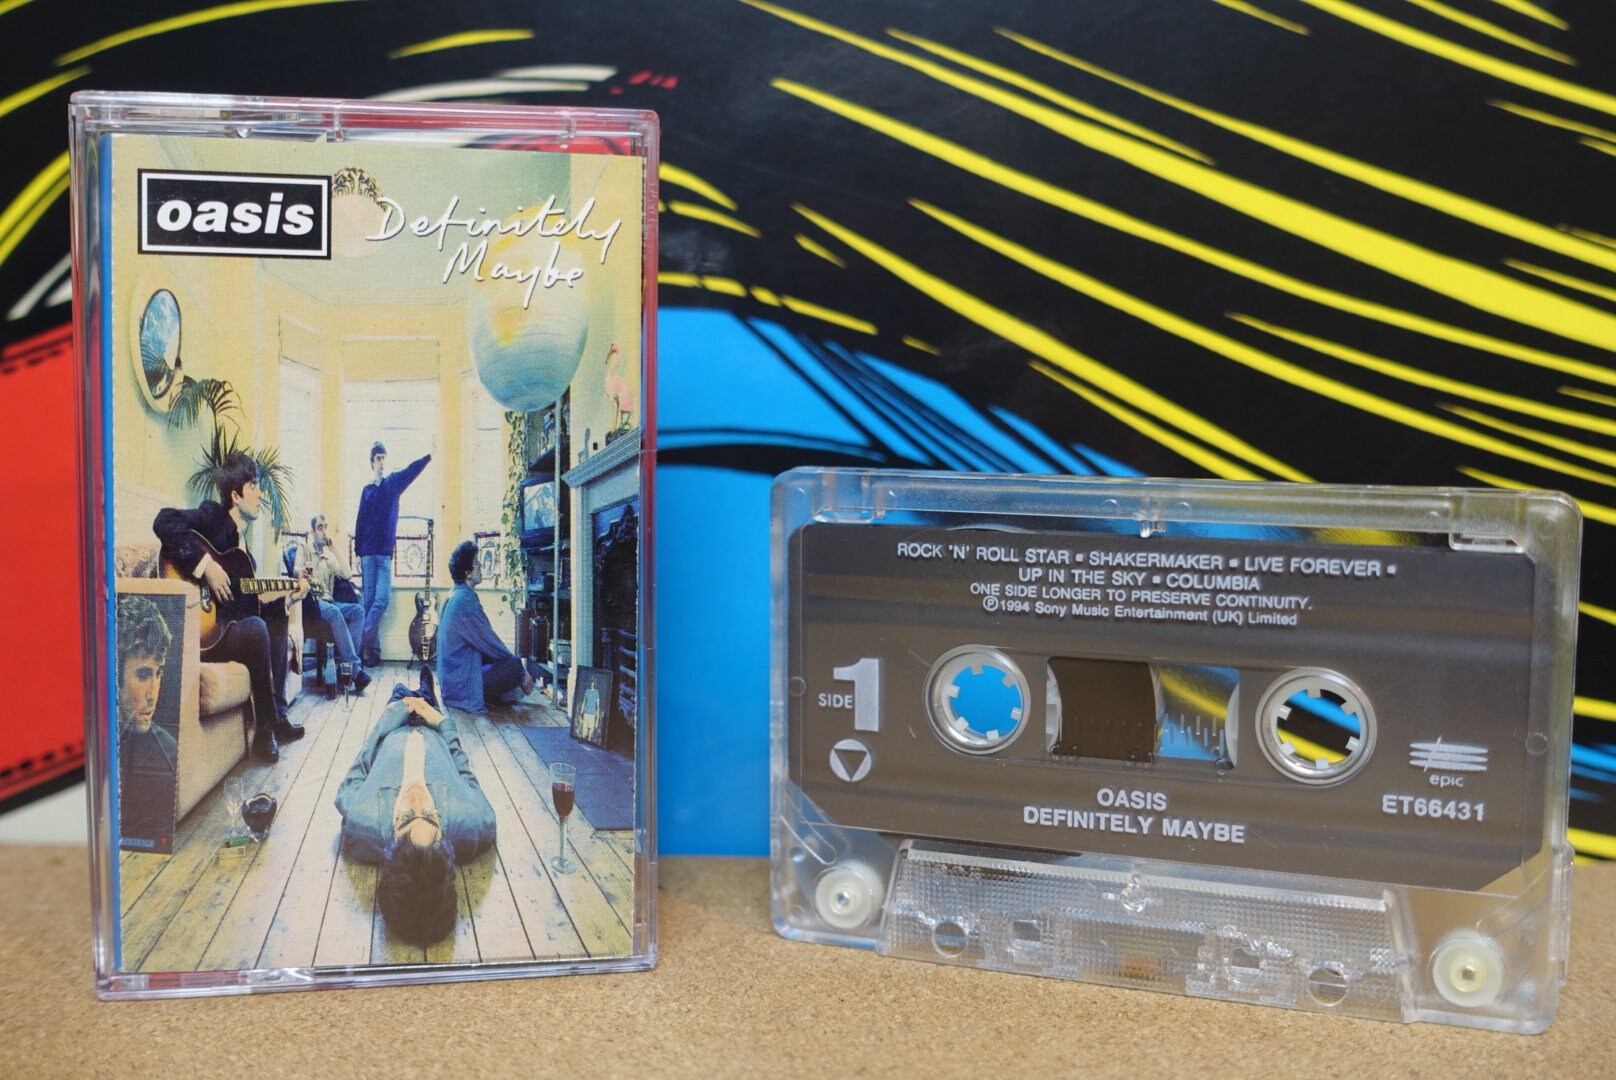 oasis
Definitely
Maybe
ROCK 'N' ROLL STAR ▪ SHAKERMAKER ▪ LIVE FOREVER ▪
UP IN THE SKY ▪ COLUMBIA
ONE SIDE LONGER TO PRESERVE CONTINUITY.
℗1994 Sony Music Entertainment (UK) Limited
SIDE 1
epic
ET66431
OASIS
DEFINITELY MAYBE